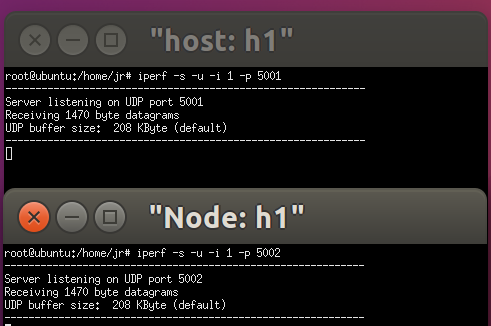 "host: h1"
root@ubuntu:/home/jr# iperf -s -u -i 1 -p 5001
------------------------------------------------------------
Server listening on UDP port 5001
Receiving 1470 byte datagrams
UDP buffer size:  208 KByte (default)
------------------------------------------------------------
"Node: h1"
root@ubuntu:/home/jr# iperf -s -u -i 1 -p 5002
------------------------------------------------------------
Server listening on UDP port 5002
Receiving 1470 byte datagrams
UDP buffer size:  208 KByte (default)
------------------------------------------------------------